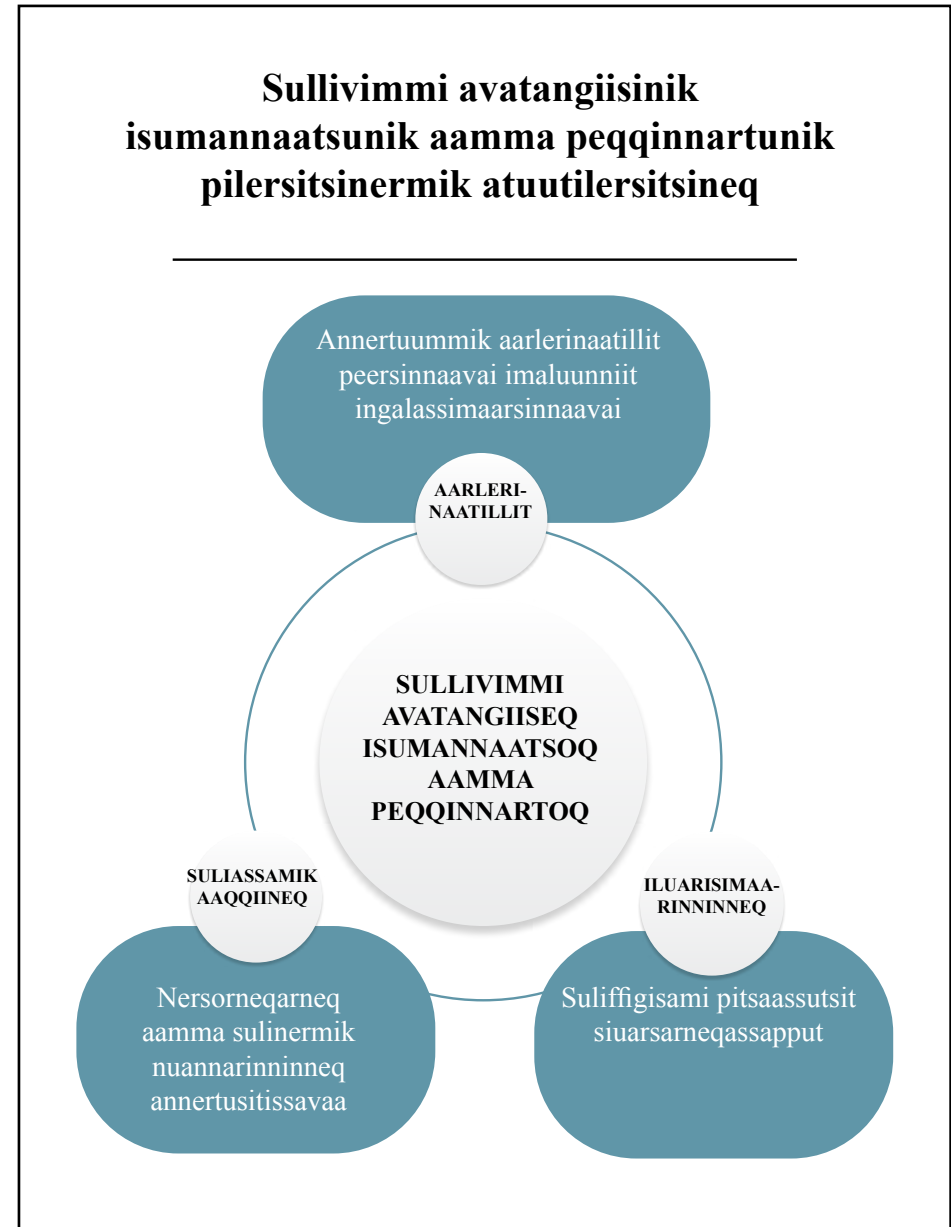 Sullivimmi avatangiisinik
isumannaatsunik aamma peqqinnartunik
pilersitsinermik atuutilersitsineq
Annertuummik aarlerinaatillit
peersinnaavai imaluunniit
ingalassimaarsinnaavai
AARLERI-
NAATILLIT
SULLIVIMMI
AVATANGIISEQ
ISUMANNAATSOQ
AAMMA
PEQQINNARTOQ
SULIASSAMIK
AAQQIINEQ
ILUARISIMAA-
RINNINNEQ
Nersorneqarneq
aamma sulinermik
nuannarinninneq
annertusitissavaa
Suliffigisami pitsaassutsit
siuarsarneqassapput